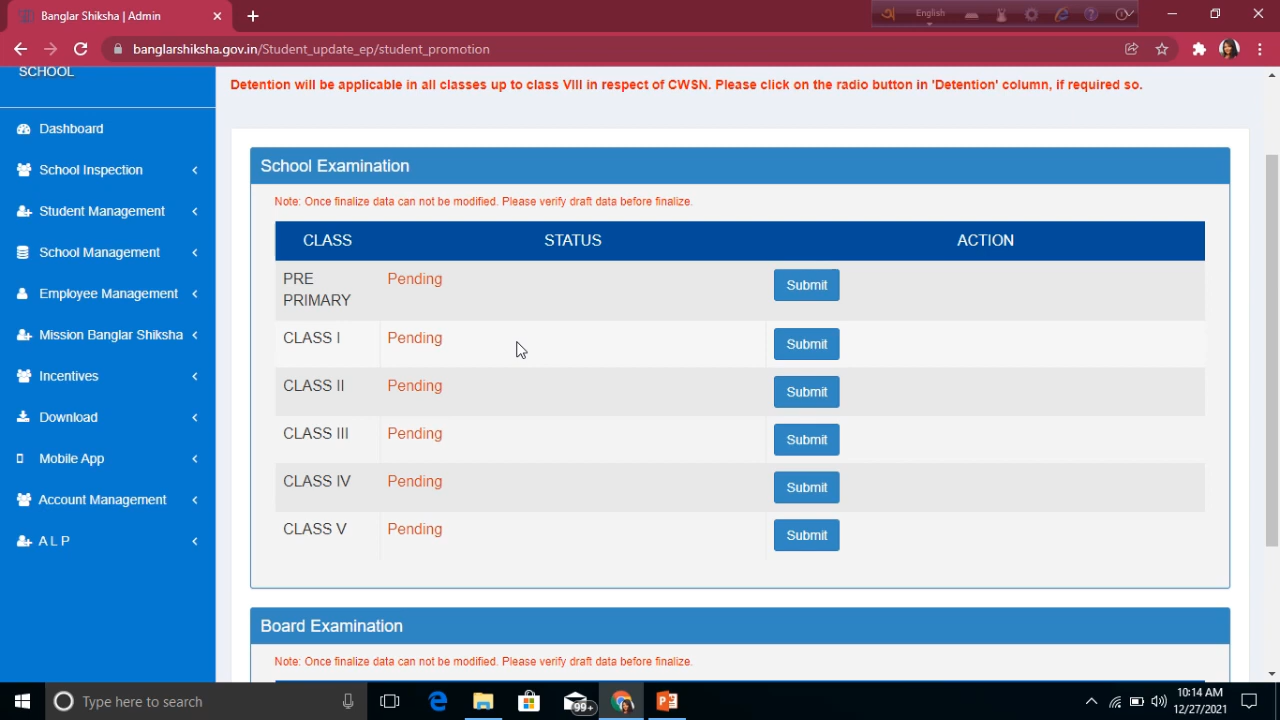 Banglar Shiksha | Admin
English
banglarshiksha.gov.in/Student_update_ep/student_promotion
SCHOOL
Dashboard
School Inspection
Student Management
School Management
Employee Management
Mission Banglar Shiksha
Incentives
Download
Mobile App
Account Management
A L P
Detention will be applicable in all classes up to class VIII in respect of CWSN. Please click on the radio button in 'Detention' column, if required so.
School Examination
Note: Once finalize data can not be modified. Please verify draft data before finalize.
CLASS STATUS ACTION
PRE Pending Submit
PRIMARY
CLASS I Pending Submit
CLASS II Pending Submit
CLASS III Pending Submit
CLASS IV Pending Submit
CLASS V Pending Submit
Board Examination
Note: Once finalize data can not be modified. Please verify draft data before finalize.
Type here to search
99+
10:14 AM
12/27/2021